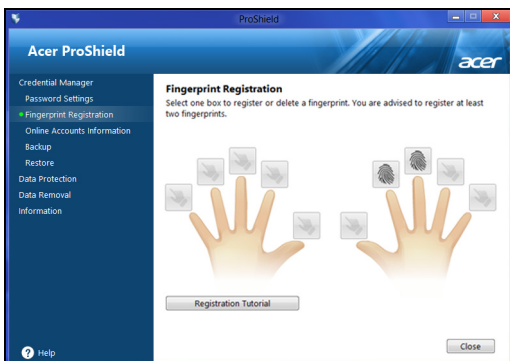 ProShield
Acer ProShield
acer
Credential Manager
Password Settings
Fingerprint Registration
Online Accounts Information
Backup
Restore
Data Protection
Data Removal
Information
Fingerprint Registration
Select one box to register or delete a fingerprint. You are advised to register at least
two fingerprints.
Registration Tutorial
? Help
Close